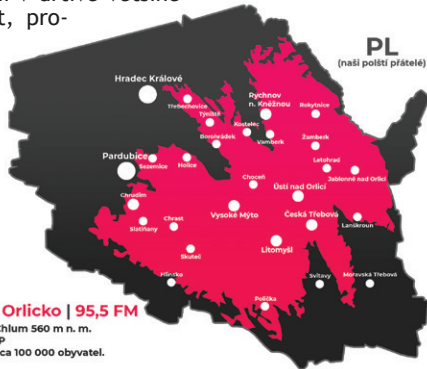 t, pro-
PL
(naši polští přátelé)
Hradec Králové
Třebechovice
Rychnov
n. Kněžnou
Rokytnice
Týniště
Kostelec
Borohrádek
Vamberk
Žamberk
Pardubice
Sezemice
Holice
Letohrad
Jablonné nad Orlicí
Choceň
Ústí nad Orlicí
Chrudim
Vysoké Mýto
Slatiňany
Chrast
Česká Třebová
Lanškroun
Litomyšl
Skuteč
Hlinsko
Svitavy
Moravská Třebová
Polička
Orlicko | 95,5 FM
Chlum 560 m n. m.
P
ca 100 000 obyvatel.